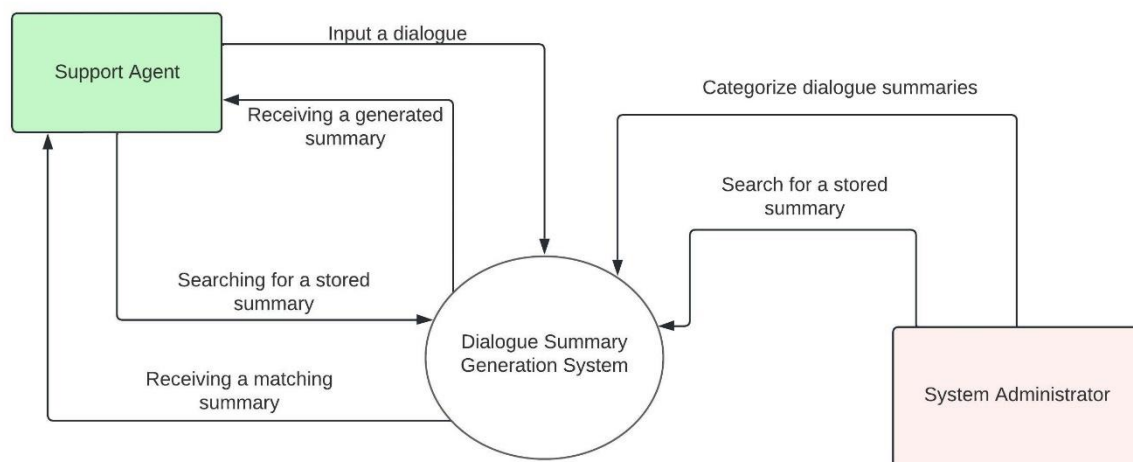 Input a dialogue
Support Agent
Receiving a generated
summary
Categorize dialogue summaries
Search for a stored
summary
Searching for a stored
summary
Dialogue Summary
Generation System
Receiving a matching
summary
System Administrator